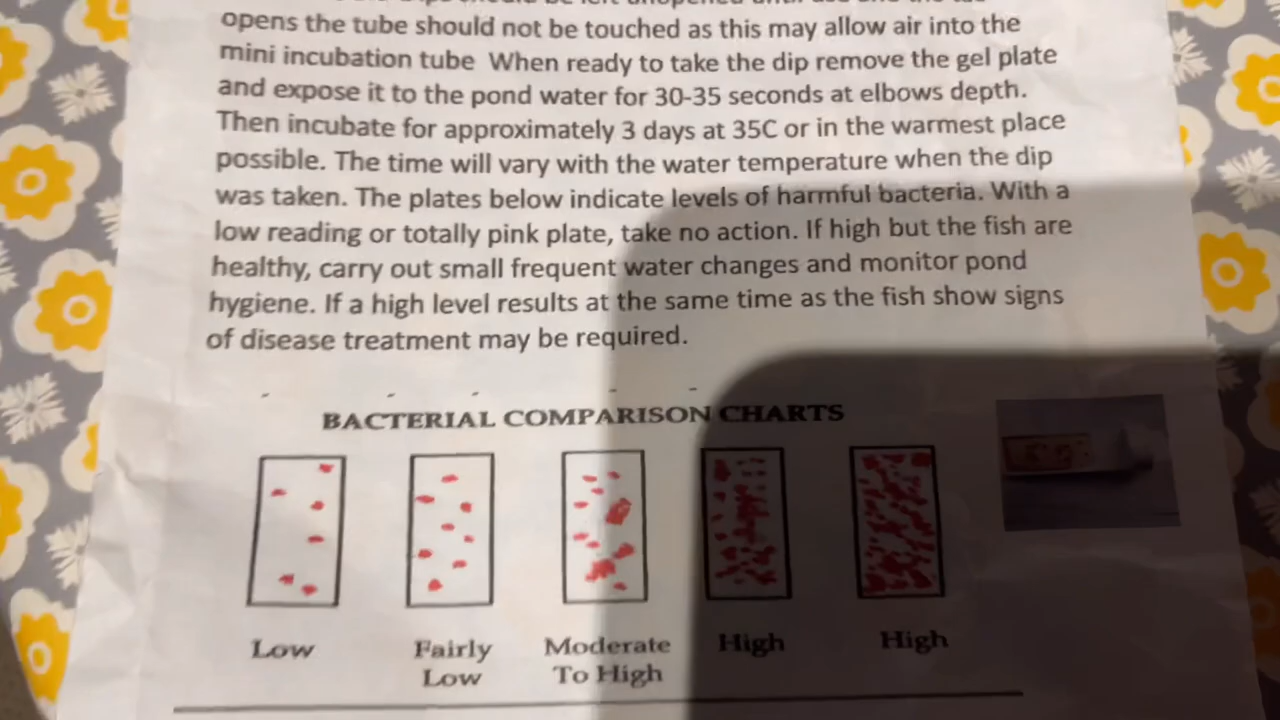 opens the tube should not be touched as this may allow air into the
mini incubation tube When ready to take the dip remove the gel plate
and expose it to the pond water for 30-35 seconds at elbows depth.
Then incubate for approximately 3 days at 35C or in the warmest place
possible. The time will vary with the water temperature when the dip
was taken. The plates below indicate levels of harmful bacteria. With a
low reading or totally pink plate, take no action. If high but the fish are
healthy, carry out small frequent water changes and monitor pond
hygiene. If a high level results at the same time as the fish show signs
of disease treatment may be required.
BACTERIAL COMPARISON CHARTS
Low
Fairly
Low
Moderate
To High
High
High